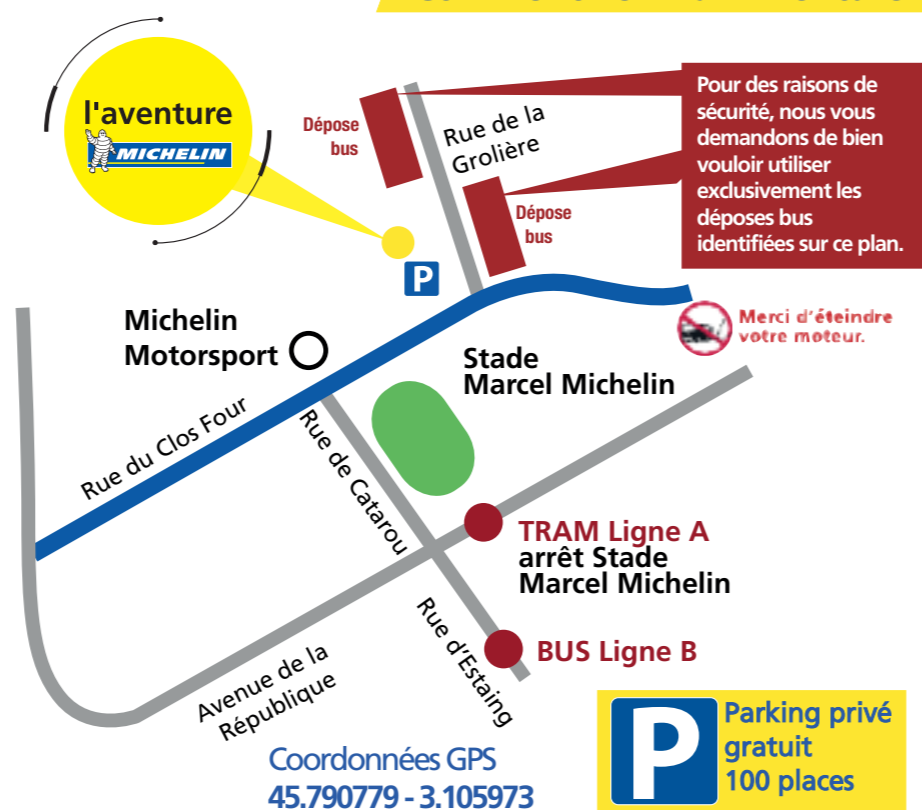 l'aventure
MICHELIN
Dépose
bus
Rue de la
Grolière
Dépose
bus
Pour des raisons de
sécurité, nous vous
demandons de bien
vouloir utiliser
exclusivement les
déposes bus
identifiées sur ce plan.
P
Merci d'éteindre
votre moteur.
Michelin
Motorsport
Stade
Marcel Michelin
Rue du Clos Four
Rue de Catarou
TRAM Ligne A
arrêt Stade
Marcel Michelin
Rue d'Estaing
BUS Ligne B
Avenue de la
République
Coordonnées GPS
45.790779 - 3.105973
P
Parking privé
gratuit
100 places